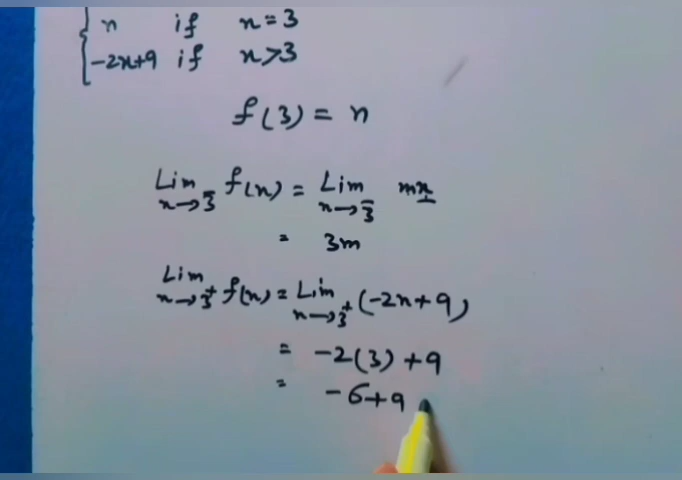 n if x=3
-2x+9 if x>3
f(3) = n
Lim x→3⁻ f(x) = Lim x→3⁻ mx
= 3m
Lim x→3⁺ f(x) = Lim x→3⁺ (-2x+9)
= -2(3)+9
= -6+9